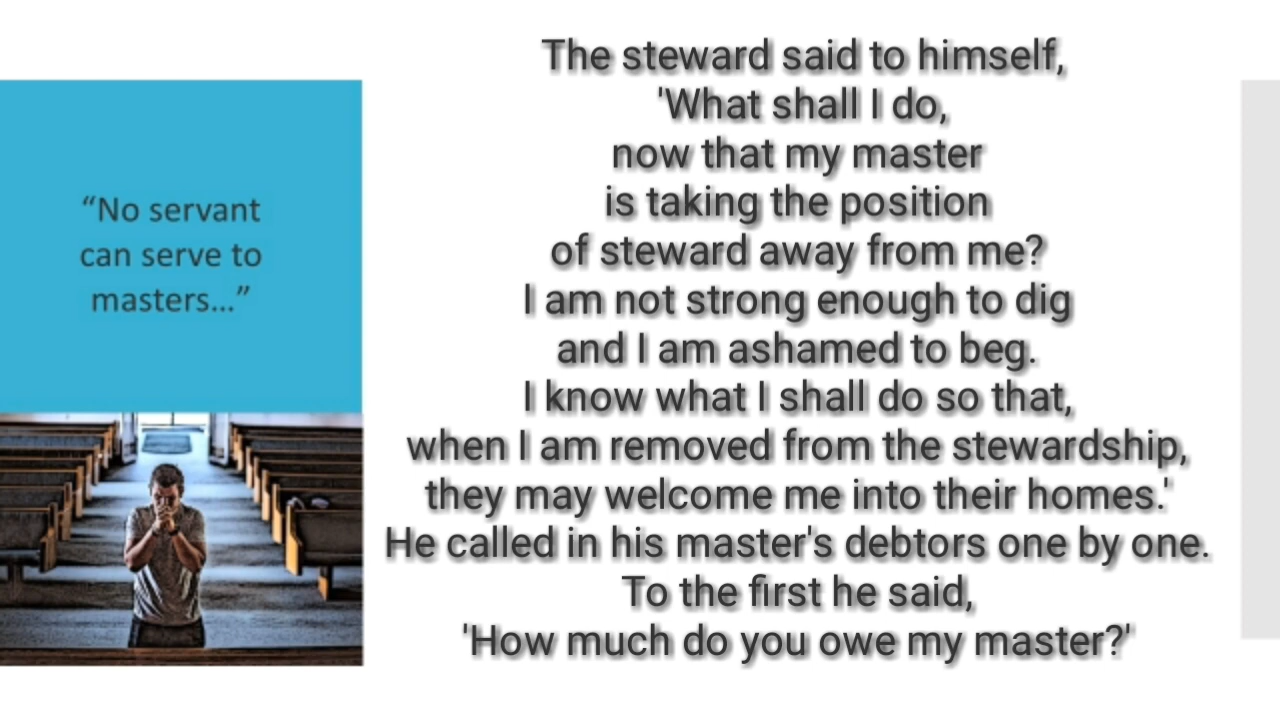 “No servant
can serve to
masters...”
The steward said to himself,
'What shall I do,
now that my master
is taking the position
of steward away from me?
I am not strong enough to dig
and I am ashamed to beg.
I know what I shall do so that,
when I am removed from the stewardship,
they may welcome me into their homes.'
He called in his master's debtors one by one.
To the first he said,
'How much do you owe my master?'